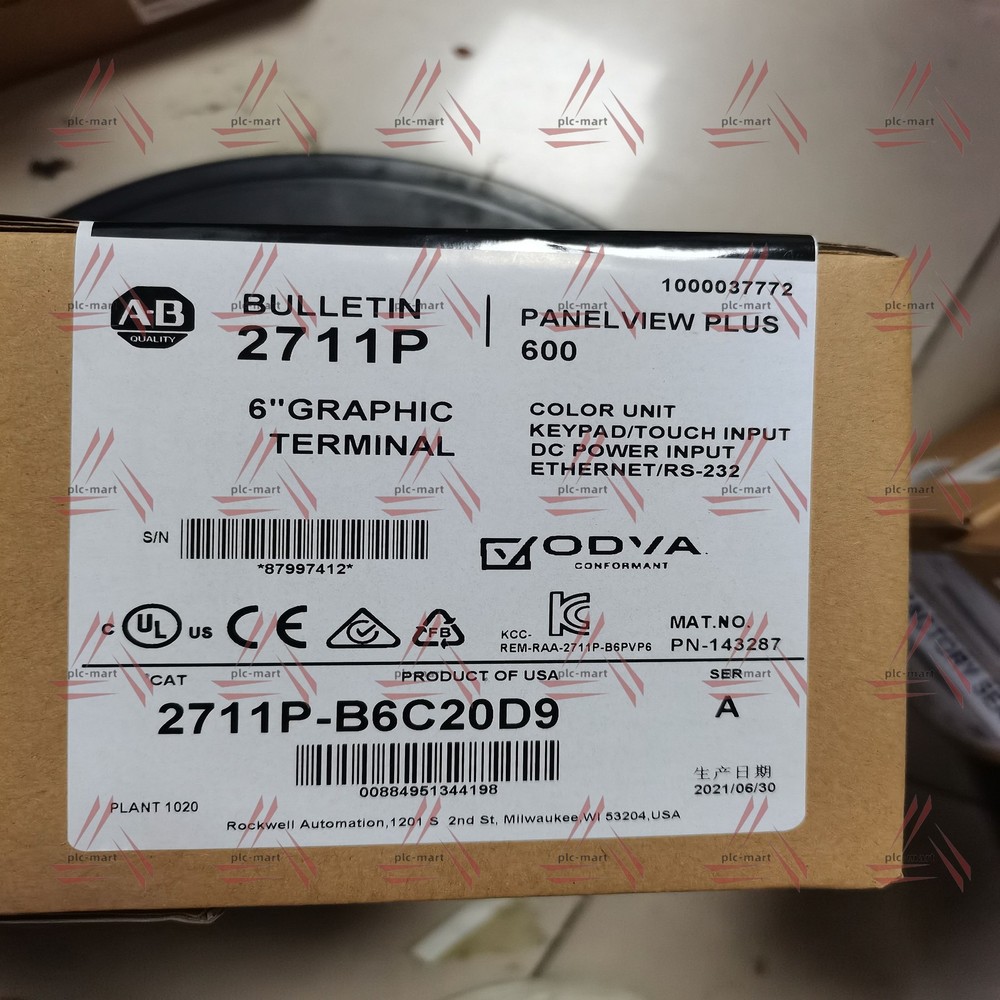 1000037772
A-B
QUALITY
BULLETIN
2711P
PANELVIEW PLUS
600
6"GRAPHIC
TERMINAL
COLOR UNIT
KEYPAD/TOUCH INPUT
DC POWER INPUT
ETHERNET/RS-232
S/N
*87997412*
ODVA
CONFORMANT
C UL US
CE
EFB
KC
KCC-
REM-RAA-2711P-B6PVP6
MAT.NO.
PN-143287
CAT
PRODUCT OF USA
SER
2711P-B6C20D9
A
00884951344198
生产日期
2021/06/30
PLANT 1020
Rockwell Automation,1201 S 2nd St, Milwaukee,WI 53204,USA
plc-mart